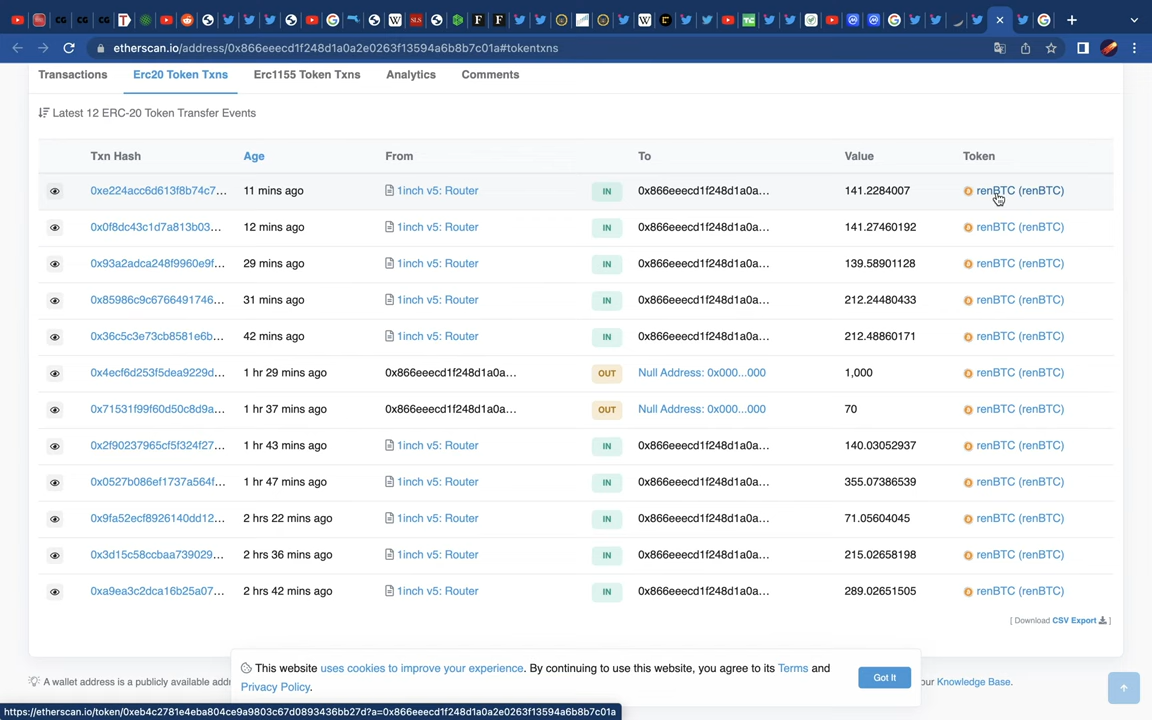 etherscan.io/address/0x866eeecd1f248d1a0a2e0263f13594a6b8b7c01a#tokentxns
Transactions Erc20 Token Txns Erc1155 Token Txns Analytics Comments
Latest 12 ERC-20 Token Transfer Events
Txn Hash Age From To Value Token
0xe224acc6d613f8b74c7... 11 mins ago 1inch v5: Router IN 0x866eeecd1f248d1a0a... 141.2284007 renBTC (renBTC)
0x0f8dc43c1d7a813b03... 12 mins ago 1inch v5: Router IN 0x866eeecd1f248d1a0a... 141.27460192 renBTC (renBTC)
0x93a2adca248f9960e9f... 29 mins ago 1inch v5: Router IN 0x866eeecd1f248d1a0a... 139.58901128 renBTC (renBTC)
0x85986c9c6766491746... 31 mins ago 1inch v5: Router IN 0x866eeecd1f248d1a0a... 212.24480433 renBTC (renBTC)
0x36c5c3e73cb8581e6b... 42 mins ago 1inch v5: Router IN 0x866eeecd1f248d1a0a... 212.48860171 renBTC (renBTC)
0x4ecf6d253f5dea9229d... 1 hr 29 mins ago 0x866eeecd1f248d1a0a... OUT Null Address: 0x000...000 1,000 renBTC (renBTC)
0x71531f99f60d50c8d9a... 1 hr 37 mins ago 0x866eeecd1f248d1a0a... OUT Null Address: 0x000...000 70 renBTC (renBTC)
0x2f90237965cf5f324f27... 1 hr 43 mins ago 1inch v5: Router IN 0x866eeecd1f248d1a0a... 140.03052937 renBTC (renBTC)
0x0527b086ef1737a564f... 1 hr 47 mins ago 1inch v5: Router IN 0x866eeecd1f248d1a0a... 355.07386539 renBTC (renBTC)
0x9fa52ecf8926140dd12... 2 hrs 22 mins ago 1inch v5: Router IN 0x866eeecd1f248d1a0a... 71.05604045 renBTC (renBTC)
0x3d15c58ccbaa739029... 2 hrs 36 mins ago 1inch v5: Router IN 0x866eeecd1f248d1a0a... 215.02658198 renBTC (renBTC)
0xa9ea3c2dca16b25a07... 2 hrs 42 mins ago 1inch v5: Router IN 0x866eeecd1f248d1a0a... 289.02651505 renBTC (renBTC)
[ Download CSV Export ]
This website uses cookies to improve your experience. By continuing to use this website, you agree to its Terms and
Privacy Policy.
Got It
A wallet address is a publicly available addr
our Knowledge Base.
https://etherscan.io/token/0xeb4c2781e4eba804ce9a9803c67d0893436bb27d?a=0x866eeecd1f248d1a0a2e0263f13594a6b8b7c01a